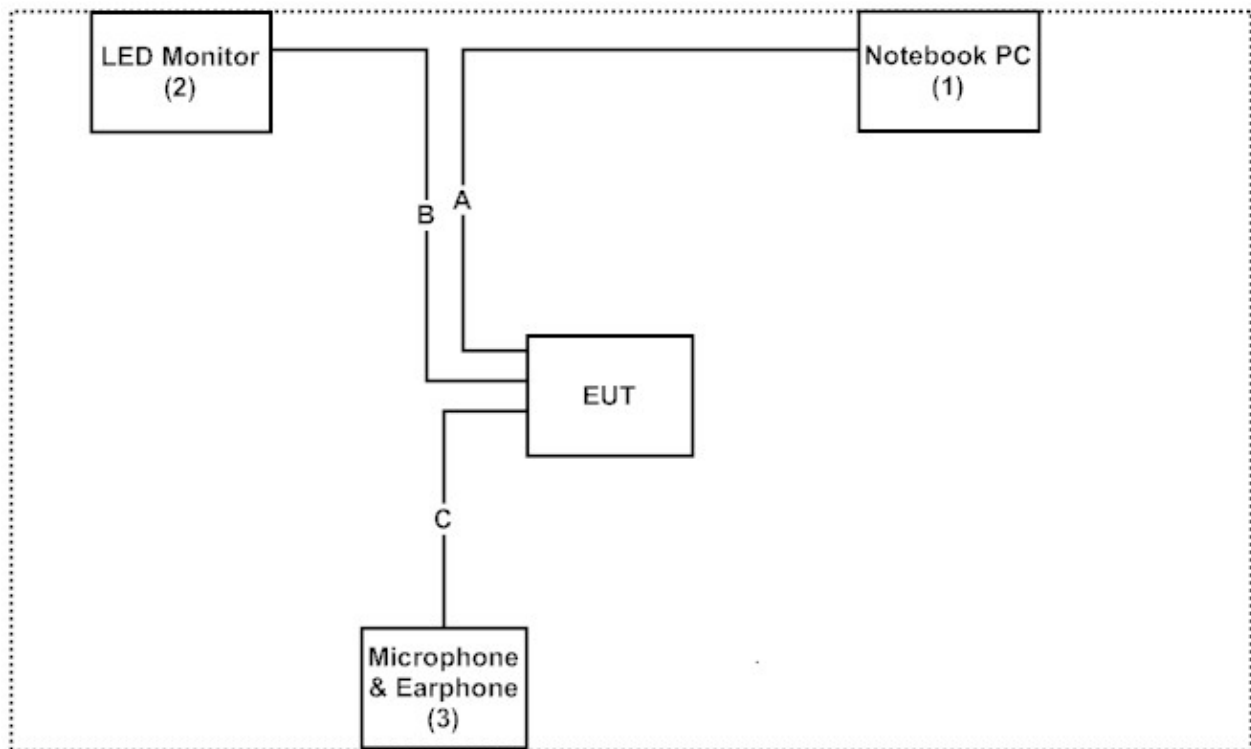 LED Monitor
(2)
Notebook PC
(1)
A
B
EUT
C
Microphone
& Earphone
(3)